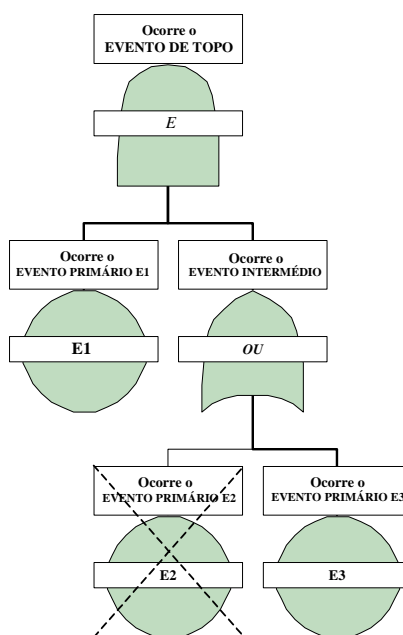 Ocorre o
EVENTO DE TOPO
E
Ocorre o
EVENTO PRIMÁRIO E1
Ocorre o
EVENTO INTERMÉDIO
E1
OU
Ocorre o
EVENTO PRIMÁRIO E2
Ocorre o
EVENTO PRIMÁRIO E3
E2
E3